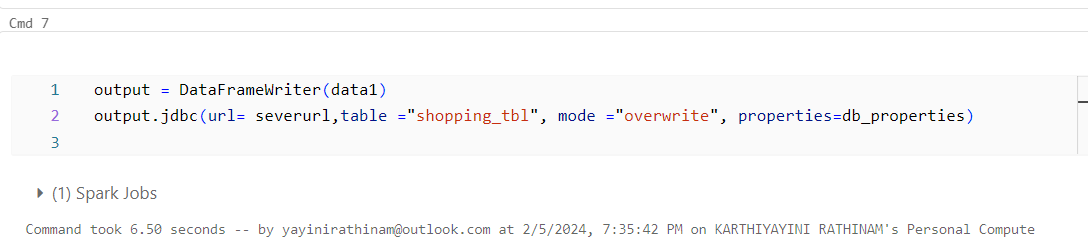 Cmd 7
1 output = DataFrameWriter(data1)
2 output.jdbc(url= severurl,table ="shopping_tbl", mode ="overwrite", properties=db_properties)
3
(1) Spark Jobs
Command took 6.50 seconds -- by yayinirathinam@outlook.com at 2/5/2024, 7:35:42 PM on KARTHIYAYINI RATHINAM's Personal Compute